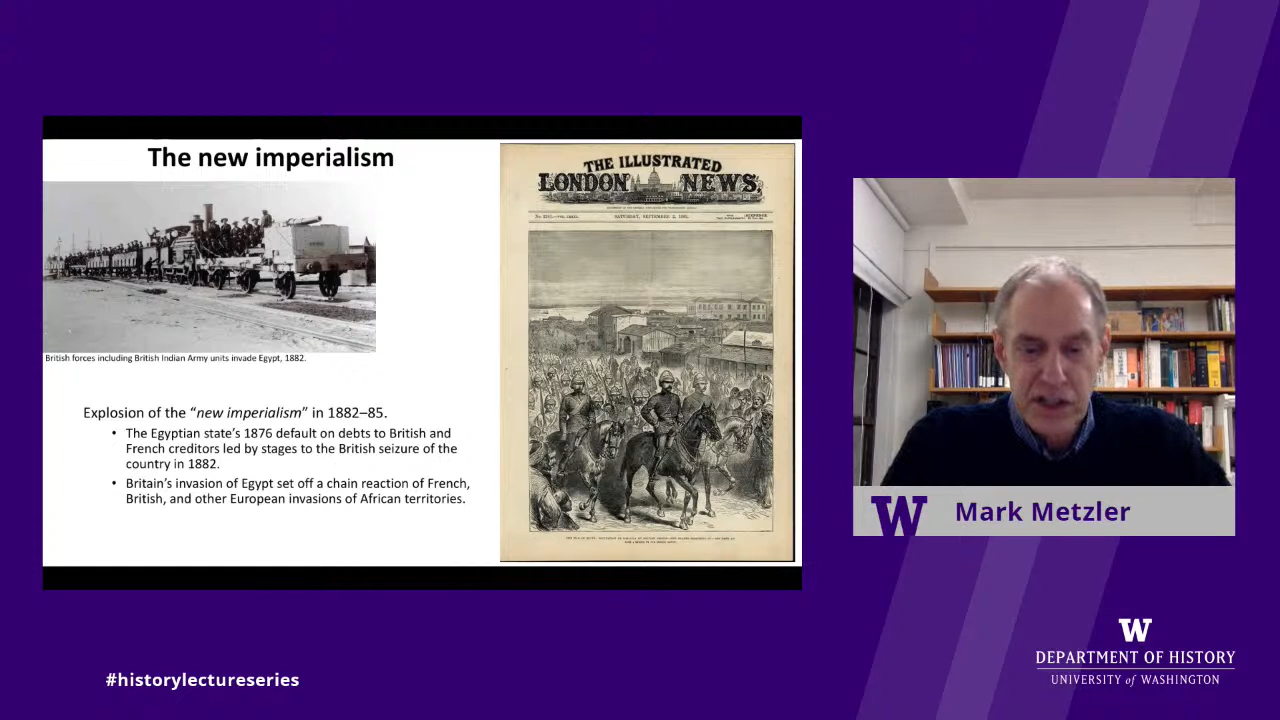 The new imperialism
British forces including British Indian Army units invade Egypt, 1882.
Explosion of the “new imperialism” in 1882–85.
• The Egyptian state’s 1876 default on debts to British and
French creditors led by stages to the British seizure of the
country in 1882.
• Britain’s invasion of Egypt set off a chain reaction of French,
British, and other European invasions of African territories.
THE ILLUSTRATED
LONDON NEWS.
SATURDAY, SEPTEMBER 2, 1882.
W Mark Metzler
W
DEPARTMENT OF HISTORY
UNIVERSITY of WASHINGTON
#historylectureseries